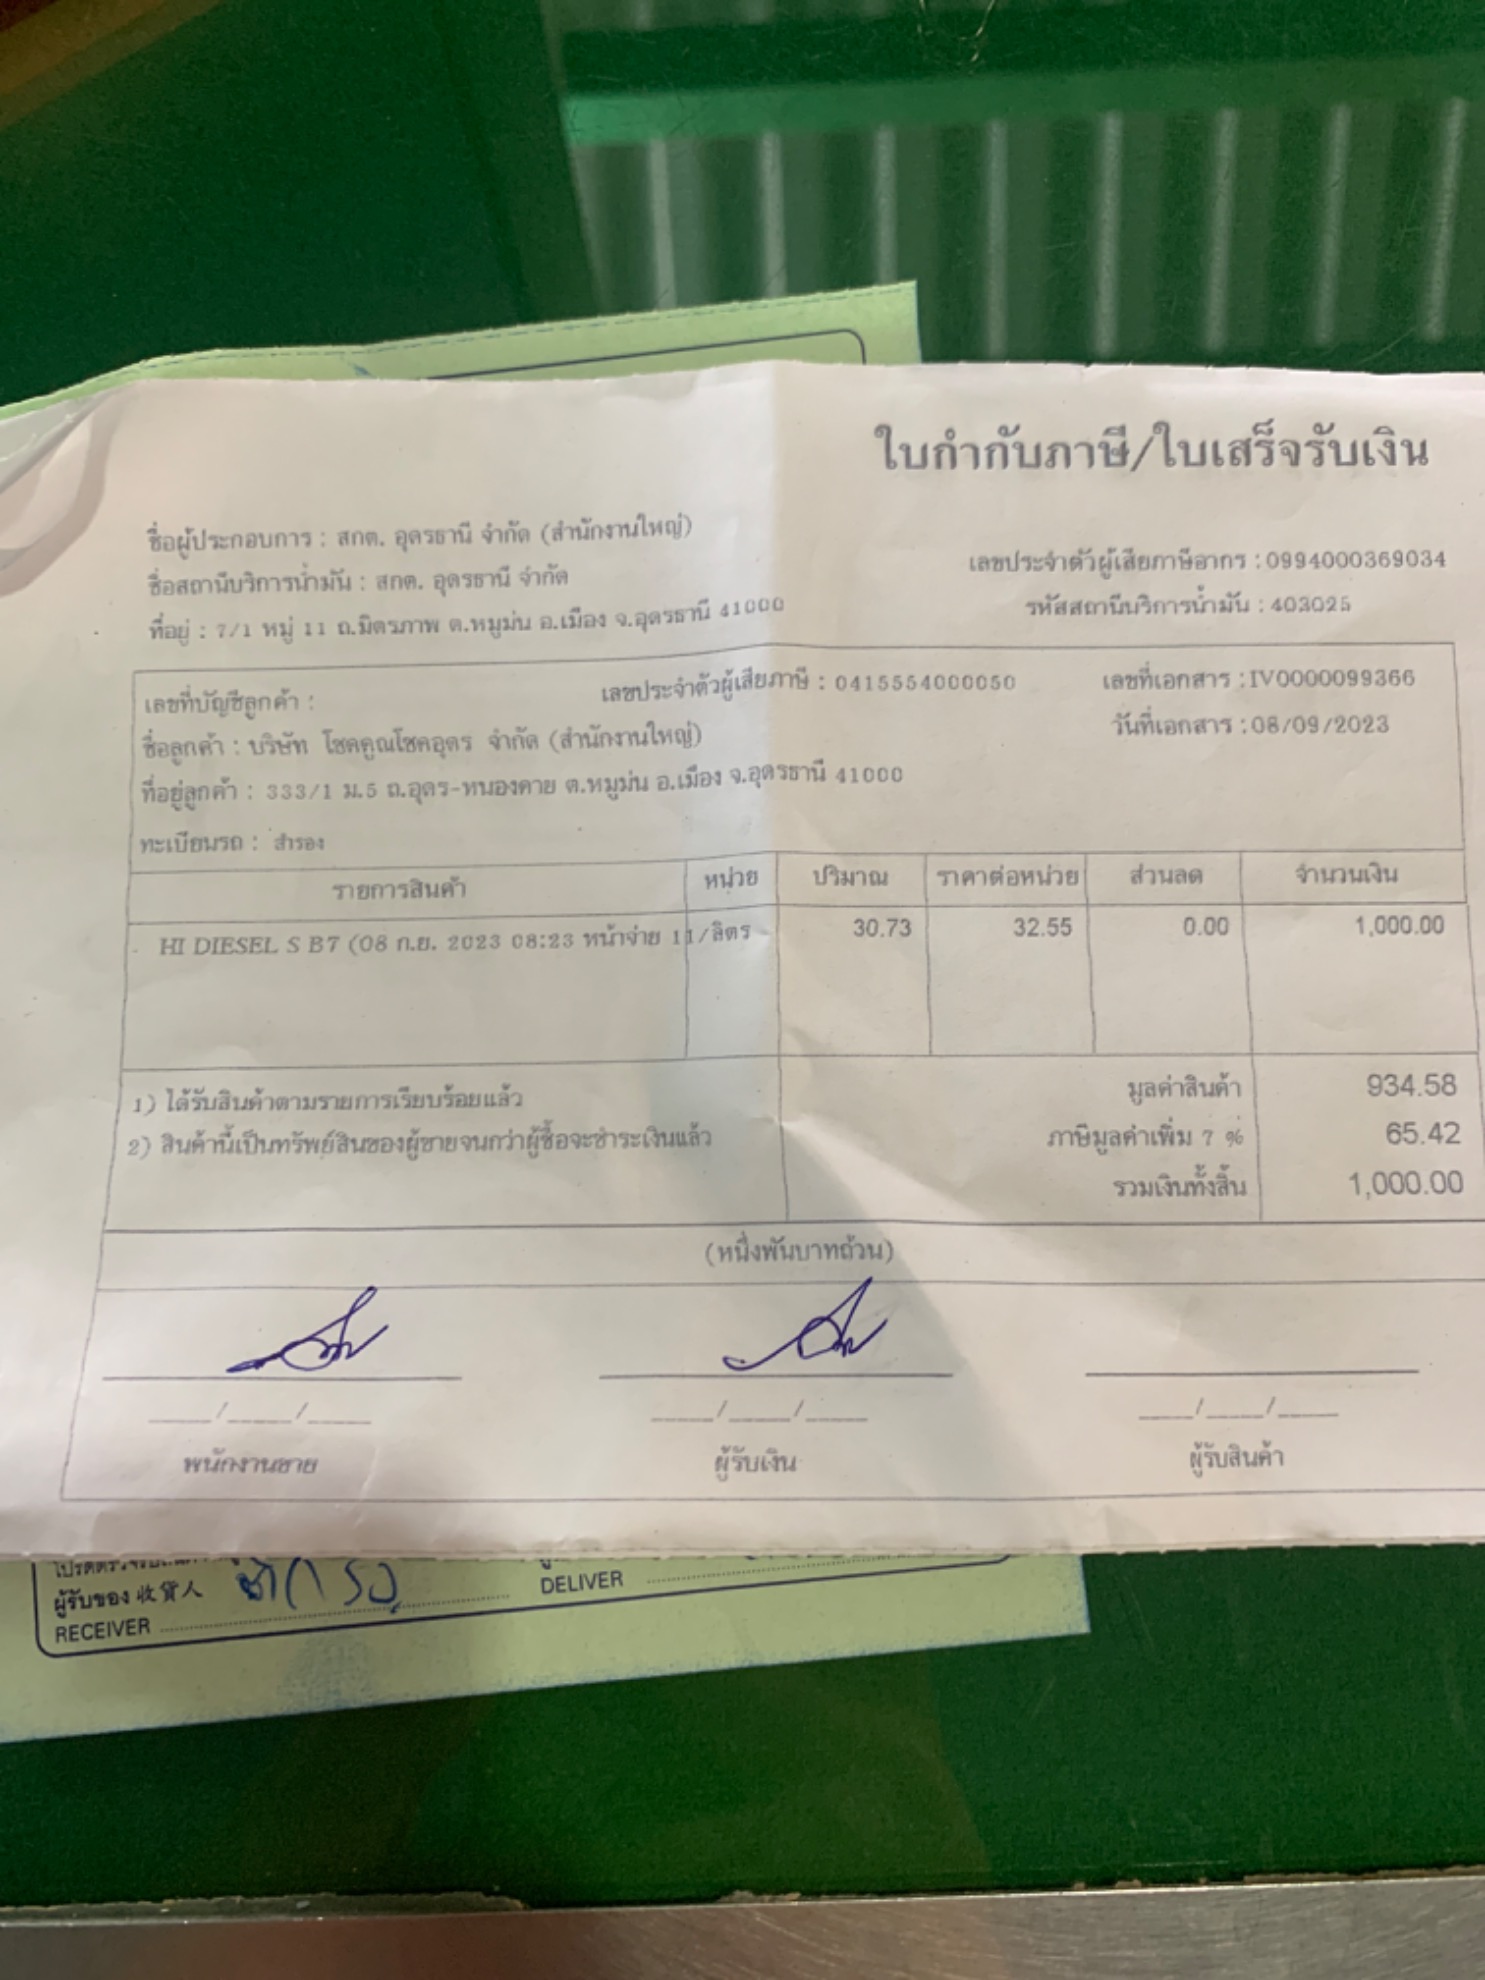 ใบกำกับภาษี/ใบเสร็จรับเงิน
ชื่อผู้ประกอบการ : สกต. อุดรธานี จำกัด (สำนักงานใหญ่)
เลขประจำตัวผู้เสียภาษีอากร : 0994000369034
ชื่อสถานีบริการน้ำมัน : สกต. อุดรธานี จำกัด
รหัสสถานีบริการน้ำมัน : 403025
ที่อยู่ : 7/1 หมู่ 11 ถ.มิตรภาพ ต.หมูม่น อ.เมือง จ.อุดรธานี 41000
เลขที่บัญชีลูกค้า : เลขประจำตัวผู้เสียภาษี : 0415554000050 เลขที่เอกสาร : IV0000099366
ชื่อลูกค้า : บริษัท โชคคูณโชคอุดร จำกัด (สำนักงานใหญ่) วันที่เอกสาร : 08/09/2023
ที่อยู่ลูกค้า : 333/1 ม.5 ถ.อุดร-หนองคาย ต.หมูม่น อ.เมือง จ.อุดรธานี 41000
ทะเบียนรถ : สำรอง
รายการสินค้า หน่วย ปริมาณ ราคาต่อหน่วย ส่วนลด จำนวนเงิน
HI DIESEL S B7 (08 ก.ย. 2023 08:23 หน้าจ่าย 11/ลิตร 30.73 32.55 0.00 1,000.00
1) ได้รับสินค้าตามรายการเรียบร้อยแล้ว มูลค่าสินค้า 934.58
2) สินค้านี้เป็นทรัพย์สินของผู้ขายจนกว่าผู้ซื้อจะชำระเงินแล้ว ภาษีมูลค่าเพิ่ม 7 % 65.42
รวมเงินทั้งสิ้น 1,000.00
(หนึ่งพันบาทถ้วน)
____/____/____ ____/____/____ ____/____/____
พนักงานขาย ผู้รับเงิน ผู้รับสินค้า
ผู้รับของ 收貨人
RECEIVER DELIVER